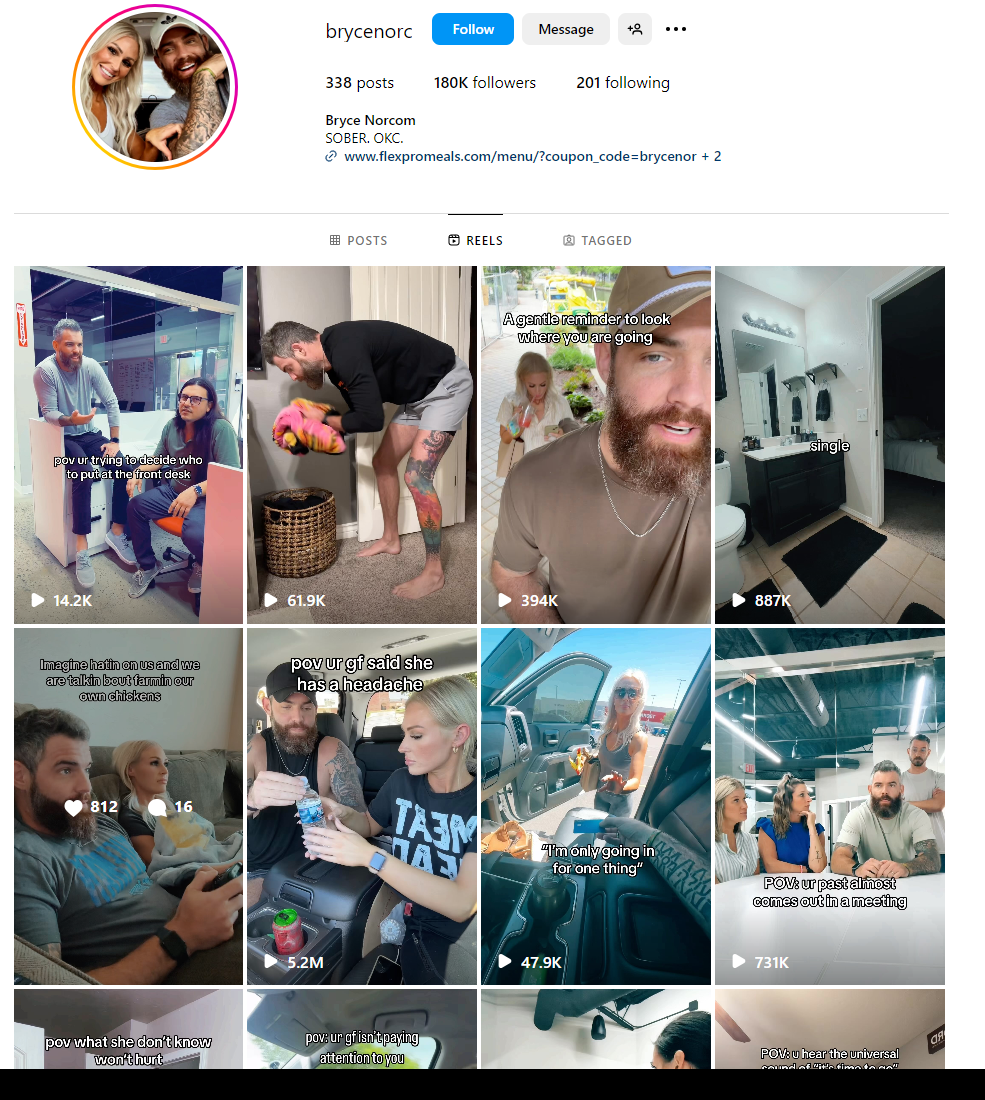 brycenorc
Follow
Message
338 posts
180K followers
201 following
Bryce Norcom
SOBER. OKC.
www.flexpromeals.com/menu/?coupon_code=brycenor + 2
POSTS
REELS
TAGGED
pov ur trying to decide who
to put at the front desk
14.2K
61.9K
A gentle reminder to look
where you are going
394K
single
887K
Imagine hatin on us and we
are talkin bout farmin our
own chickens
812
16
pov ur gf said she
has a headache
MEAT
5.2M
"I'm only going in
for one thing"
47.9K
POV: ur past almost
comes out in a meeting
731K
pov what she don't know
won't hurt
pov: ur gf isn't paying
attention to you
POV: u hear the universal
sound of "it's time to go"